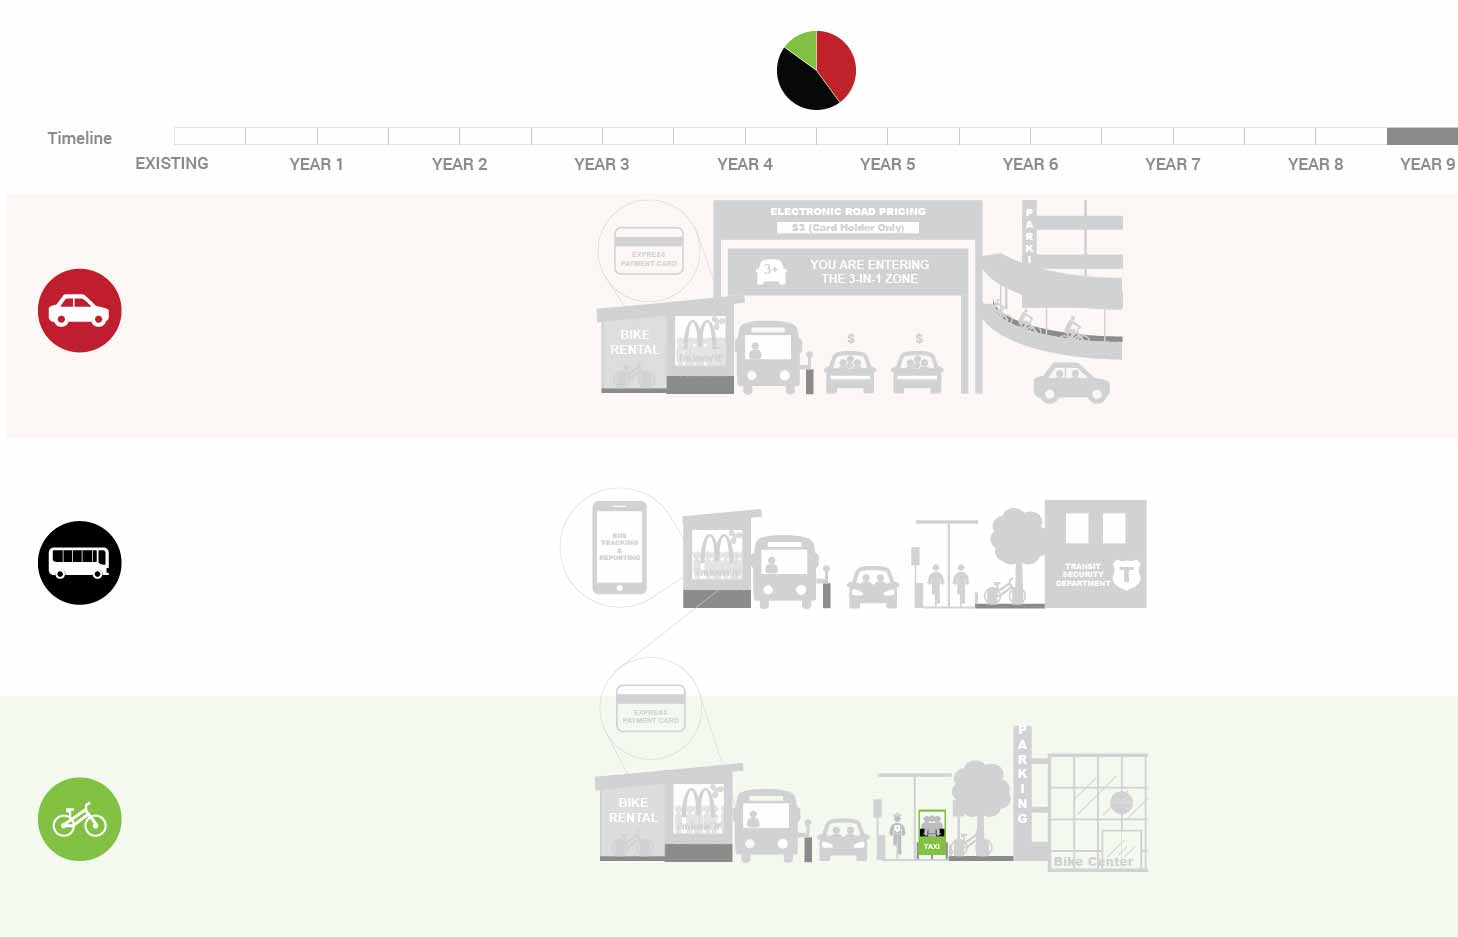 Timeline
EXISTING
YEAR 1
YEAR 2
YEAR 3
YEAR 4
YEAR 5
YEAR 6
YEAR 7
YEAR 8
YEAR 9
ELECTRONIC ROAD PRICING
$3 (Card Holder Only)
EXPRESS
PAYMENT CARD
3+
YOU ARE ENTERING
THE 3-IN-1 ZONE
PARKI
BIKE
RENTAL
$
$
BUS
TRACKING
&
REPORTING
TRANSIT
SECURITY
DEPARTMENT
T
EXPRESS
PAYMENT CARD
BIKE
RENTAL
TAXI
PARKING
Bike Center